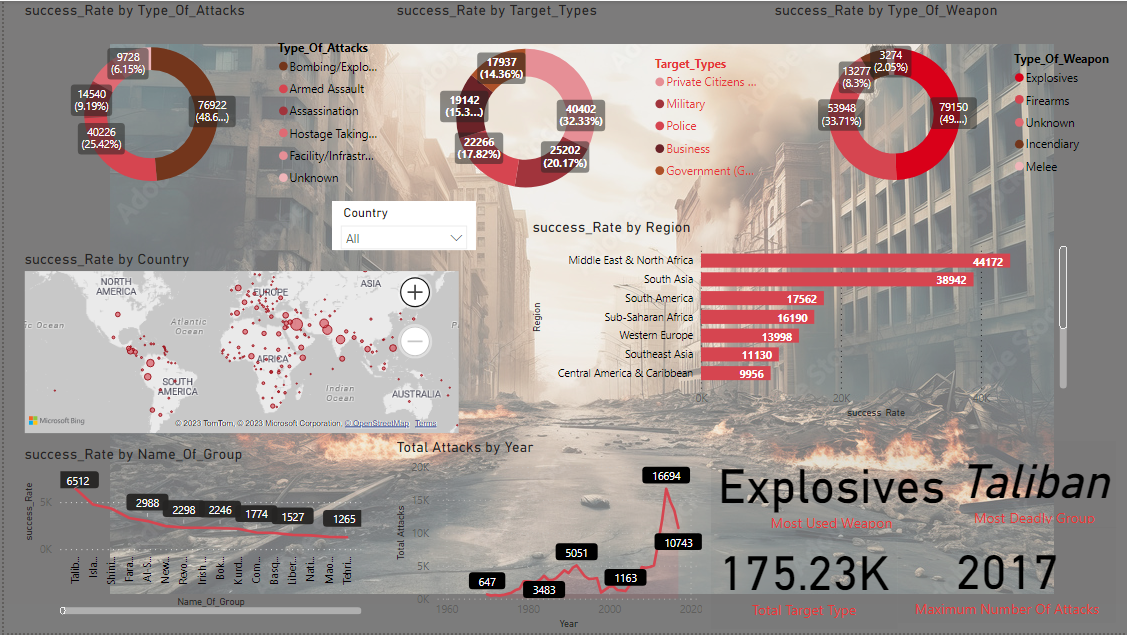 success_Rate by Type_Of_Attacks
success_Rate by Target_Types
success_Rate by Type_Of_Weapon
9728
(6.15%)
14540
(9.19%)
40226
(25.42%)
76922
(48.6...)
Type_Of_Attacks
Bombing/Explo...
Armed Assault
Assassination
Hostage Taking...
Facility/Infrastr...
Unknown
17937
(14.36%)
19142
(15.3...)
22266
(17.82%)
40402
(32.33%)
25202
(20.17%)
Target_Types
Private Citizens ...
Military
Police
Business
Government (G...
3274
(2.05%)
13277
(8.3%)
53948
(33.71%)
79150
(49....)
Type_Of_Weapon
Explosives
Firearms
Unknown
Incendiary
Melee
Country
All
success_Rate by Country
NORTH
AMERICA
EUROPE
ASIA
ic Ocean
Atlantic
Ocean
P
AFRICA
SOUTH
AMERICA
Indian
Ocean
AUSTRALIA
Microsoft Bing
© 2023 TomTom, © 2023 Microsoft Corporation, © OpenStreetMap Terms
success_Rate by Region
Region
Middle East & North Africa 44172
South Asia 38942
South America 17562
Sub-Saharan Africa 16190
Western Europe 13998
Southeast Asia 11130
Central America & Caribbean 9956
0K 20K 40K
success_Rate
success_Rate by Name_Of_Group
success_Rate
5K
0K
6512
2988
2298
2246
1774
1527
1265
Talib...
Isla...
Shini...
Fara...
Al-S...
New...
Revo...
Irish ...
Bok...
Kurd...
Com...
Basq...
Liber...
Nati...
Mao...
Tehri...
Name_Of_Group
Total Attacks by Year
Total Attacks
20K
15K
10K
5K
0K
647
3483
5051
1163
16694
10743
1960 1980 2000 2020
Year
Explosives
Most Used Weapon
Taliban
Most Deadly Group
175.23K
Total Target Type
2017
Maximum Number Of Attacks